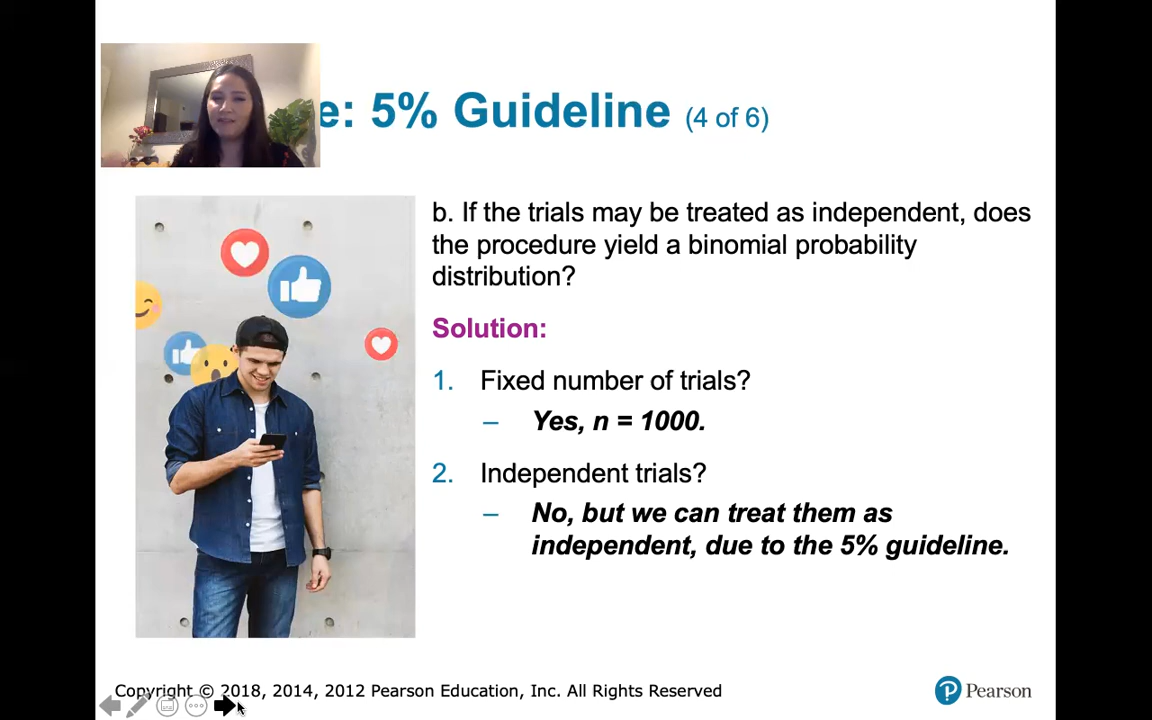 e: 5% Guideline (4 of 6)
b. If the trials may be treated as independent, does
the procedure yield a binomial probability
distribution?
Solution:
1. Fixed number of trials?
– Yes, n = 1000.
2. Independent trials?
– No, but we can treat them as
independent, due to the 5% guideline.
Copyright © 2018, 2014, 2012 Pearson Education, Inc. All Rights Reserved
P Pearson